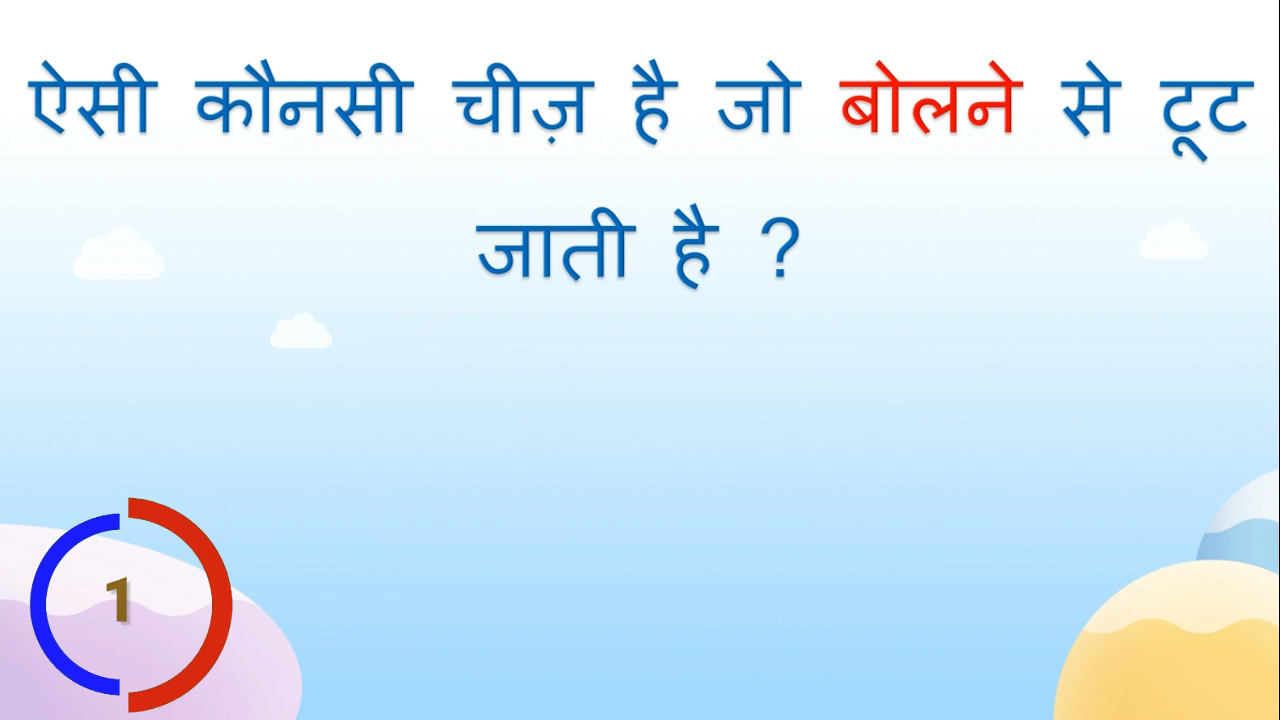 ऐसी कौनसी चीज़ है जो बोलने से टूट
जाती है ?
1